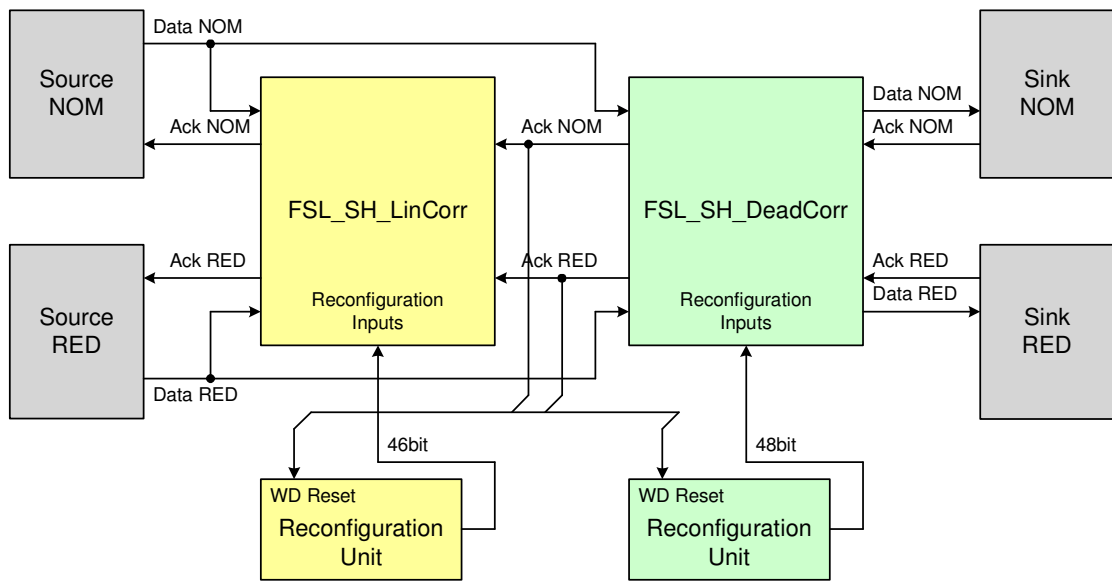 Data NOM
Source
NOM
Ack NOM
FSL_SH_LinCorr
Ack NOM
FSL_SH_DeadCorr
Data NOM
Ack NOM
Sink
NOM
Source
RED
Ack RED
Data RED
Reconfiguration
Inputs
Ack RED
Reconfiguration
Inputs
Ack RED
Data RED
Sink
RED
46bit
48bit
WD Reset
Reconfiguration
Unit
WD Reset
Reconfiguration
Unit